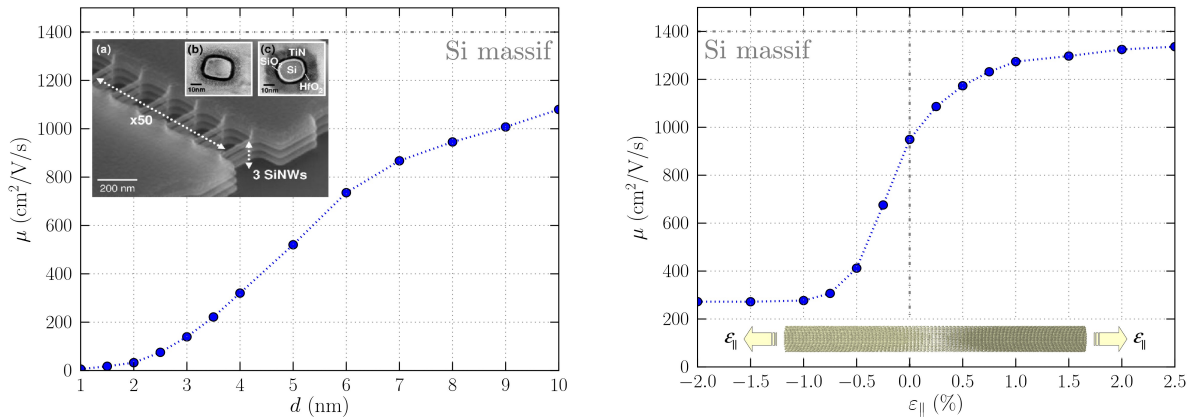 1400
1200
1000
800
600
400
200
0
μ (cm²/V/s)
1 2 3 4 5 6 7 8 9 10
d (nm)
Si massif
(a)
(b)
10nm
(c)
TiN
SiO
Si
HfO₂
10nm
x50
3 SiNWs
200 nm
1400
1200
1000
800
600
400
200
0
μ (cm²/V/s)
−2.0 −1.5 −1.0 −0.5 0.0 0.5 1.0 1.5 2.0 2.5
ε∥ (%)
Si massif
ε∥
ε∥